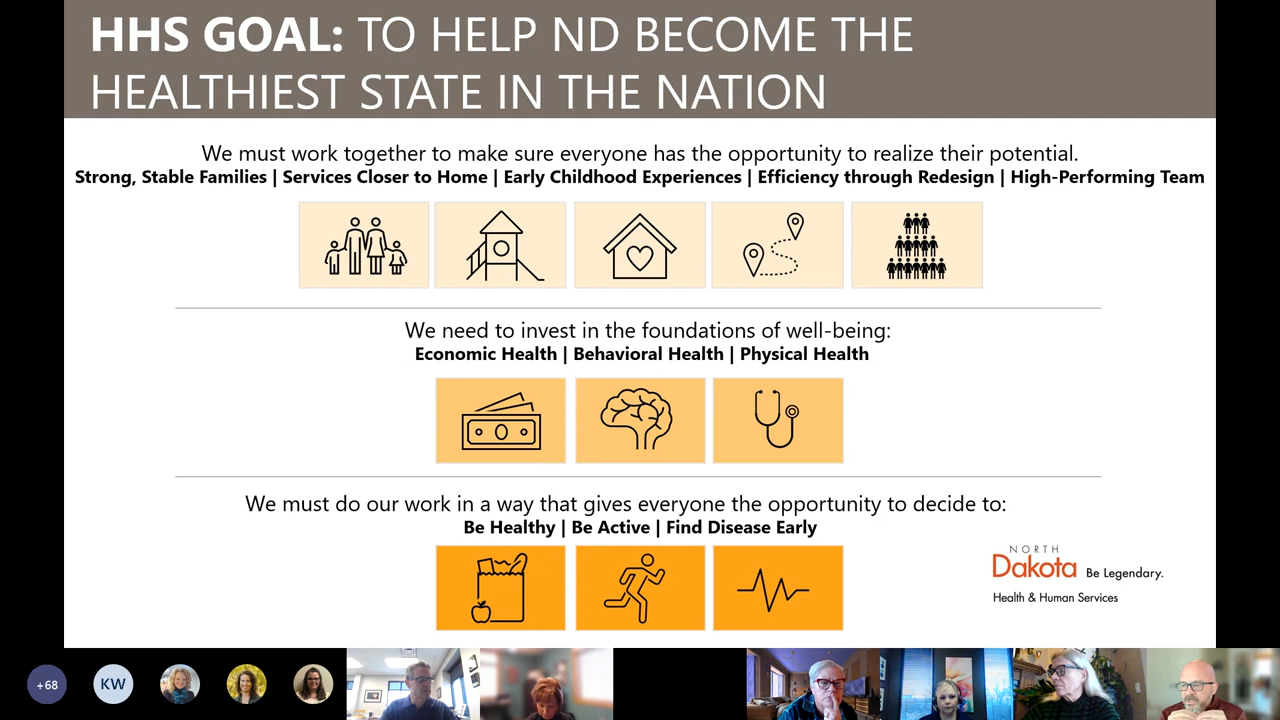 HHS GOAL: TO HELP ND BECOME THE
HEALTHIEST STATE IN THE NATION
We must work together to make sure everyone has the opportunity to realize their potential.
Strong, Stable Families | Services Closer to Home | Early Childhood Experiences | Efficiency through Redesign | High-Performing Team
We need to invest in the foundations of well-being:
Economic Health | Behavioral Health | Physical Health
We must do our work in a way that gives everyone the opportunity to decide to:
Be Healthy | Be Active | Find Disease Early
NORTH
Dakota Be Legendary.
Health & Human Services
+68
KW